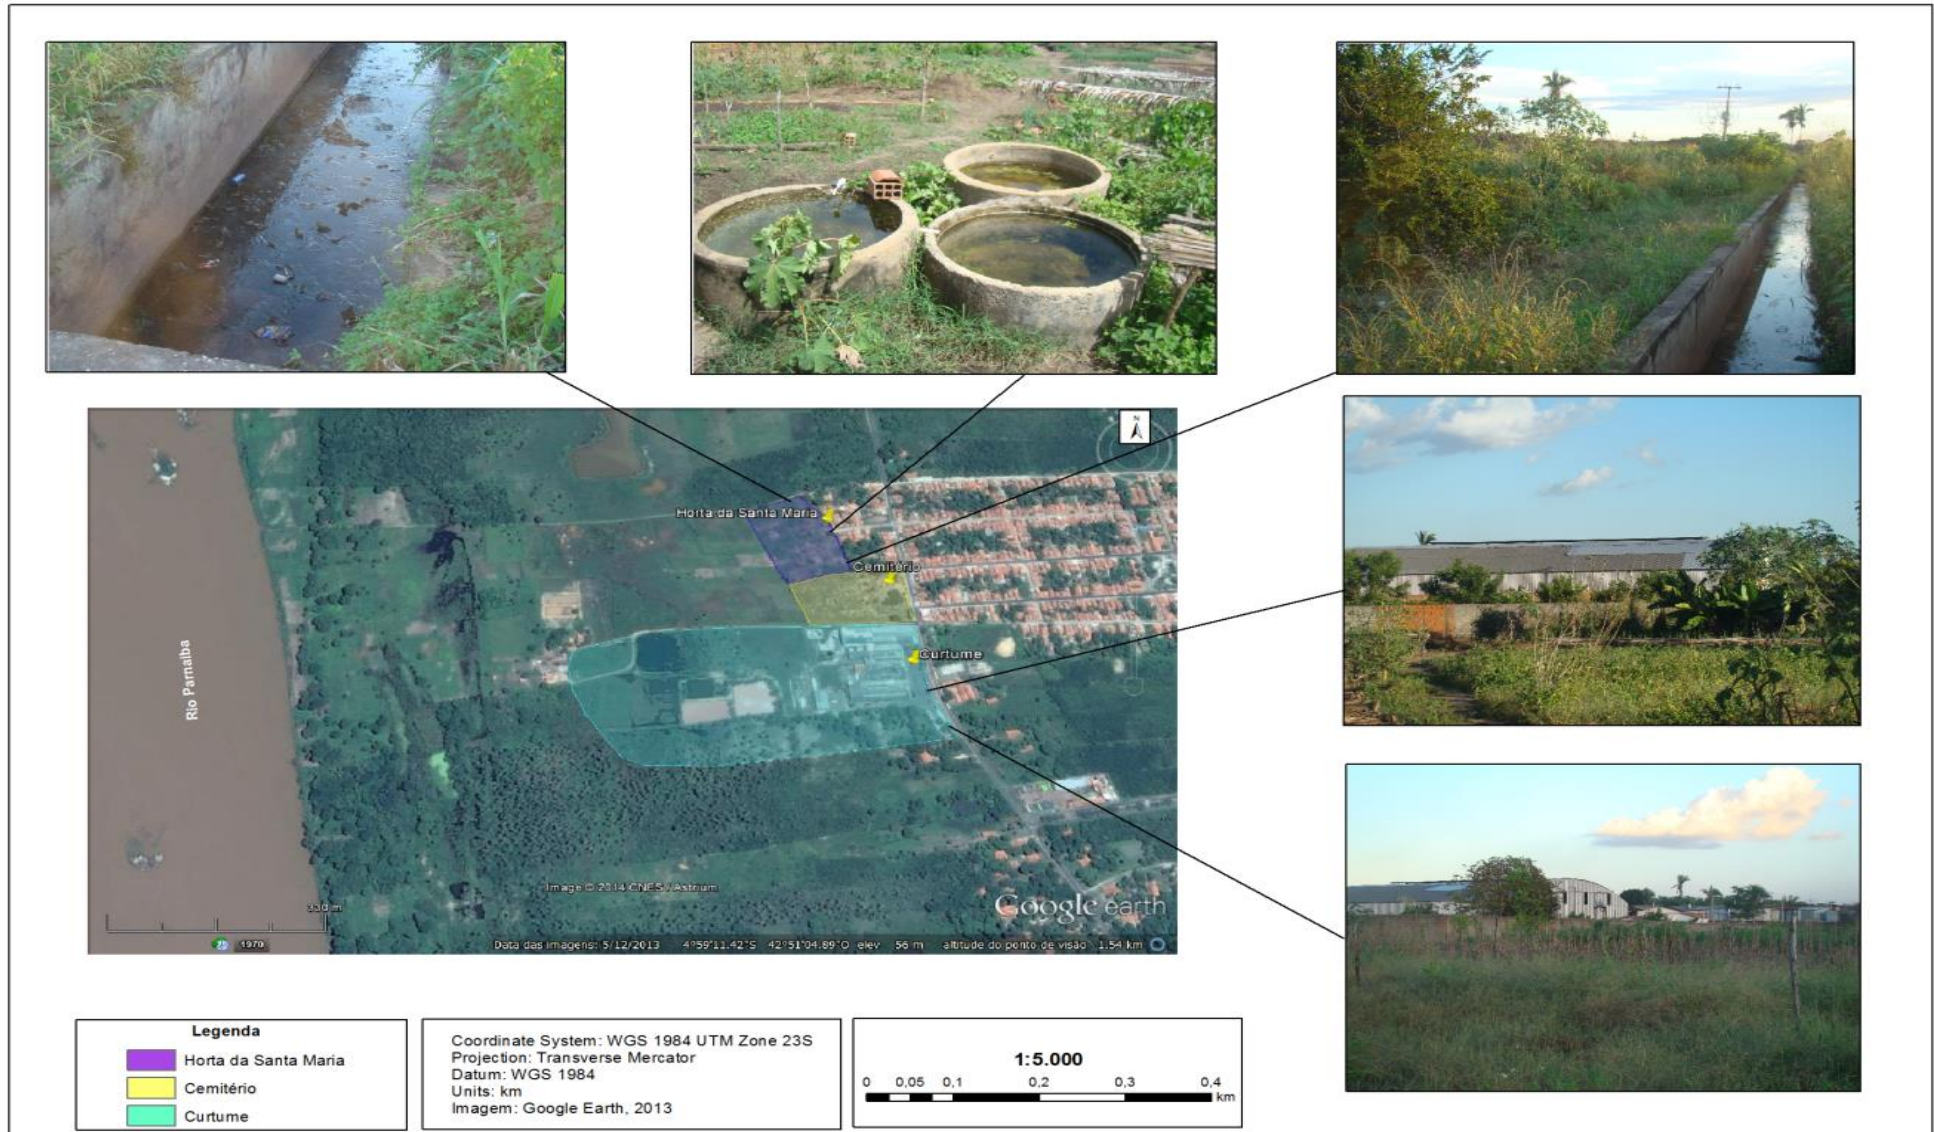 N
Horta da Santa Maria
Cemitério
Curtume
Rio Parnaíba
Image © 2014 CNES / Astrium
Google earth
330 m
1970
Data das imagens: 5/12/2013 4°59'11.42"S 42°51'04.89"O elev 56 m altitude do ponto de visão 1.54 km
Legenda
Horta da Santa Maria
Cemitério
Curtume
Coordinate System: WGS 1984 UTM Zone 23S
Projection: Transverse Mercator
Datum: WGS 1984
Units: km
Imagem: Google Earth, 2013
1:5.000
0 0,05 0,1 0,2 0,3 0,4
km